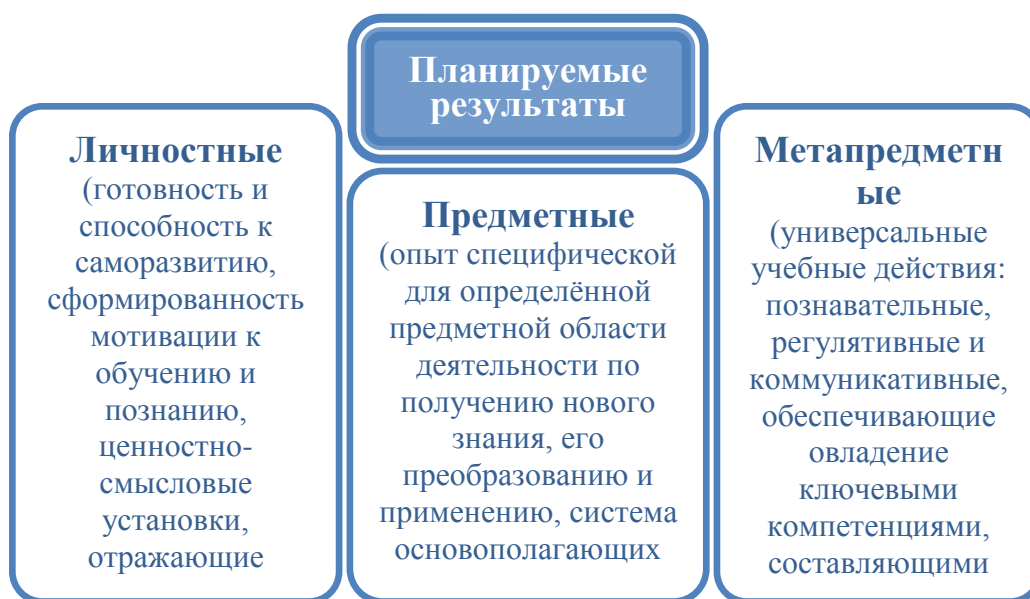 Планируемые
результаты
Личностные
(готовность и
способность к
саморазвитию,
сформированность
мотивации к
обучению и
познанию,
ценностно-
смысловые
установки,
отражающие
Предметные
(опыт специфической
для определённой
предметной области
деятельности по
получению нового
знания, его
преобразованию и
применению, система
основополагающих
Метапредметн
ые
(универсальные
учебные действия:
познавательные,
регулятивные и
коммуникативные,
обеспечивающие
овладение
ключевыми
компетенциями,
составляющими